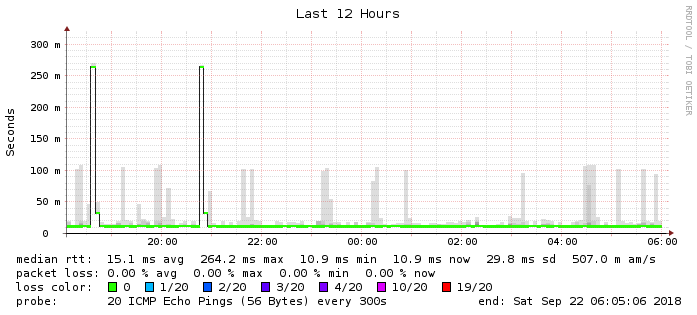 Last 12 Hours
RRDTOOL / TOBI OETIKER
Seconds
300 m
250 m
200 m
150 m
100 m
50 m
0
20:00 22:00 00:00 02:00 04:00 06:00
median rtt: 15.1 ms avg 264.2 ms max 10.9 ms min 10.9 ms now 29.8 ms sd 507.0 m am/s
packet loss: 0.00 % avg 0.00 % max 0.00 % min 0.00 % now
loss color: 0 1/20 2/20 3/20 4/20 10/20 19/20
probe: 20 ICMP Echo Pings (56 Bytes) every 300s end: Sat Sep 22 06:05:06 2018